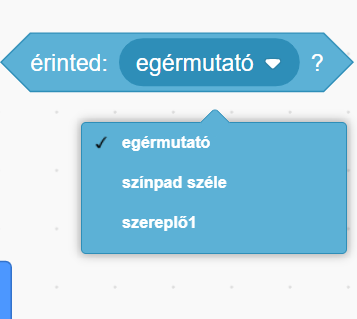 érinted: egérmutató ?
egérmutató
színpad széle
szereplő1